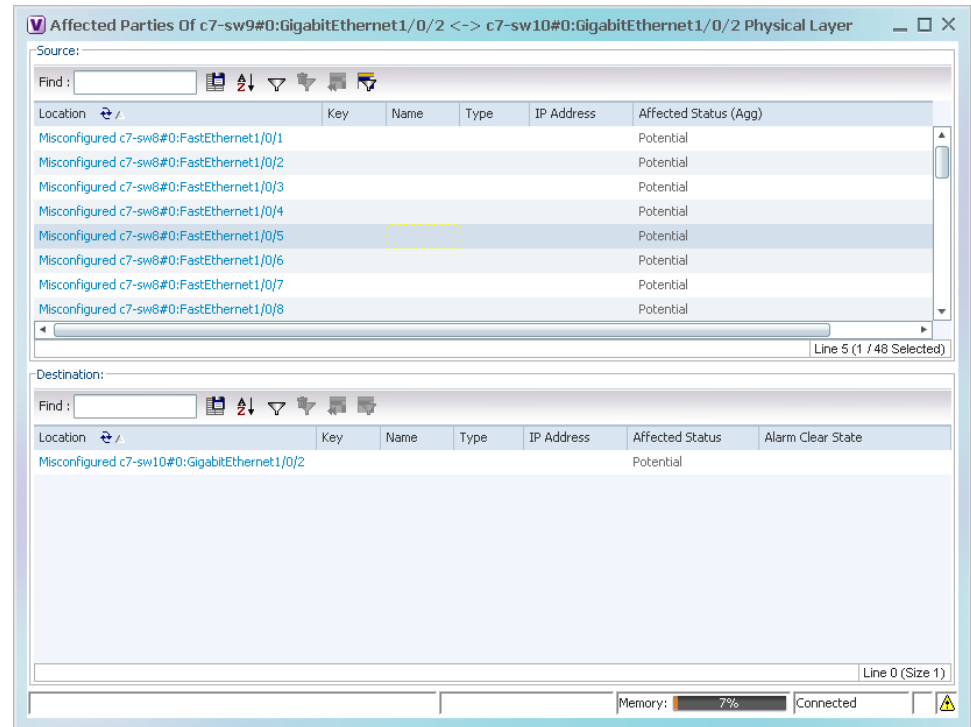 V Affected Parties Of c7-sw9#0:GigabitEthernet1/0/2 <-> c7-sw10#0:GigabitEthernet1/0/2 Physical Layer
Source:
Find :
Location Key Name Type IP Address Affected Status (Agg)
Misconfigured c7-sw8#0:FastEthernet1/0/1 Potential
Misconfigured c7-sw8#0:FastEthernet1/0/2 Potential
Misconfigured c7-sw8#0:FastEthernet1/0/3 Potential
Misconfigured c7-sw8#0:FastEthernet1/0/4 Potential
Misconfigured c7-sw8#0:FastEthernet1/0/5 Potential
Misconfigured c7-sw8#0:FastEthernet1/0/6 Potential
Misconfigured c7-sw8#0:FastEthernet1/0/7 Potential
Misconfigured c7-sw8#0:FastEthernet1/0/8 Potential
Line 5 (1 / 48 Selected)
Destination:
Find :
Location Key Name Type IP Address Affected Status Alarm Clear State
Misconfigured c7-sw10#0:GigabitEthernet1/0/2 Potential
Line 0 (Size 1)
Memory: 7% Connected